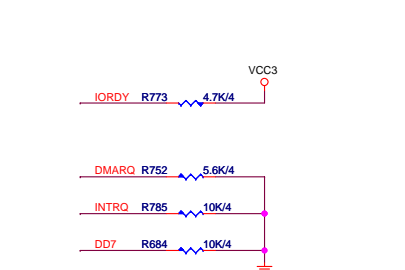 VCC3
IORDY R773 4.7K/4
DMARQ R752 5.6K/4
INTRQ R785 10K/4
DD7 R684 10K/4